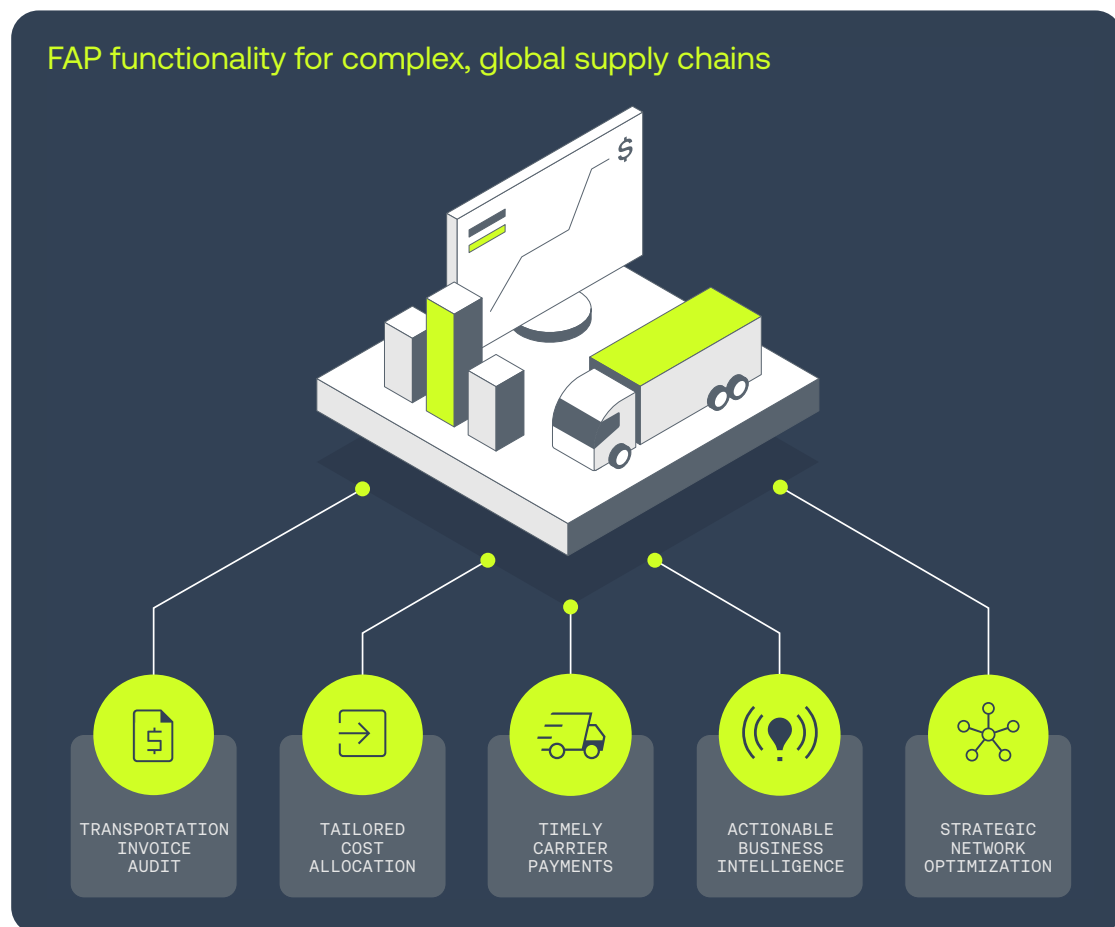 FAP functionality for complex, global supply chains
$
$
TRANSPORTATION
INVOICE
AUDIT
TAILORED
COST
ALLOCATION
TIMELY
CARRIER
PAYMENTS
ACTIONABLE
BUSINESS
INTELLIGENCE
STRATEGIC
NETWORK
OPTIMIZATION